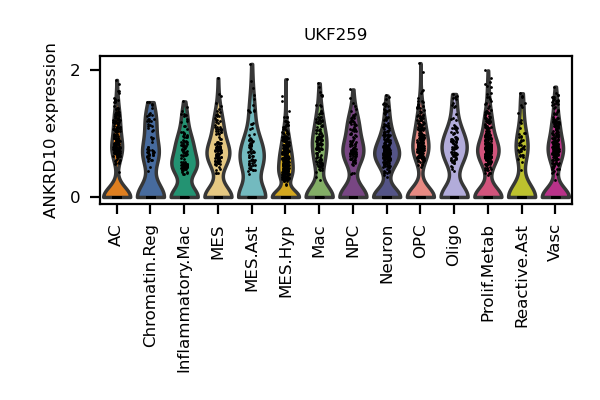 UKF259
ANKRD10 expression
2
0
AC
Chromatin.Reg
Inflammatory.Mac
MES
MES.Ast
MES.Hyp
Mac
NPC
Neuron
OPC
Oligo
Prolif.Metab
Reactive.Ast
Vasc